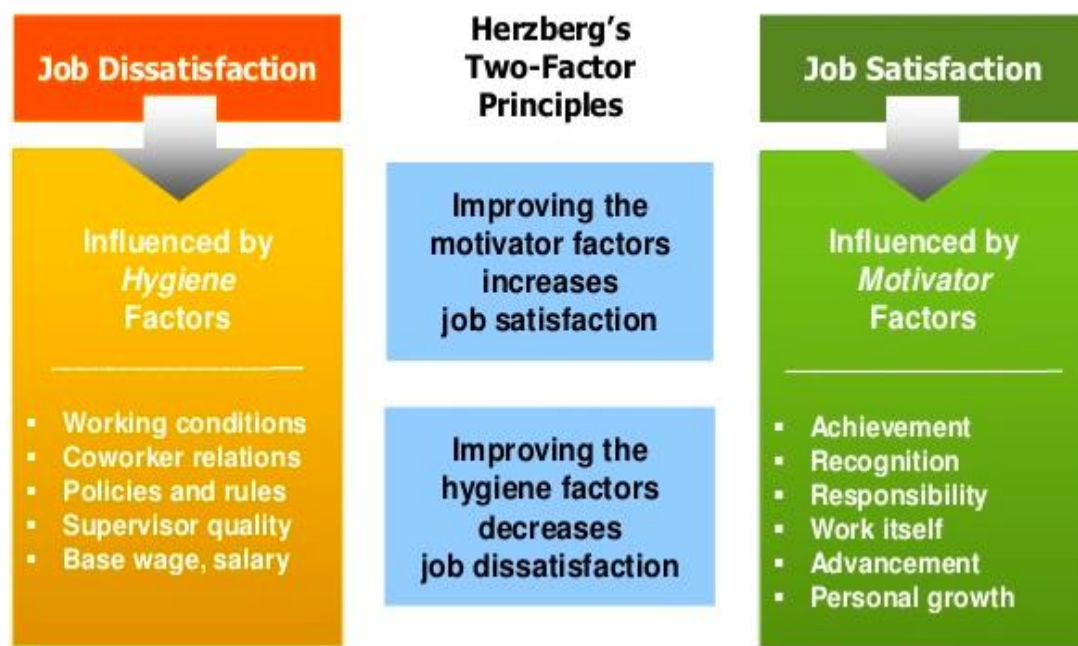 Job Dissatisfaction
Influenced by
Hygiene
Factors
▪ Working conditions
▪ Coworker relations
▪ Policies and rules
▪ Supervisor quality
▪ Base wage, salary
Herzberg's
Two-Factor
Principles
Improving the
motivator factors
increases
job satisfaction
Improving the
hygiene factors
decreases
job dissatisfaction
Job Satisfaction
Influenced by
Motivator
Factors
▪ Achievement
▪ Recognition
▪ Responsibility
▪ Work itself
▪ Advancement
▪ Personal growth